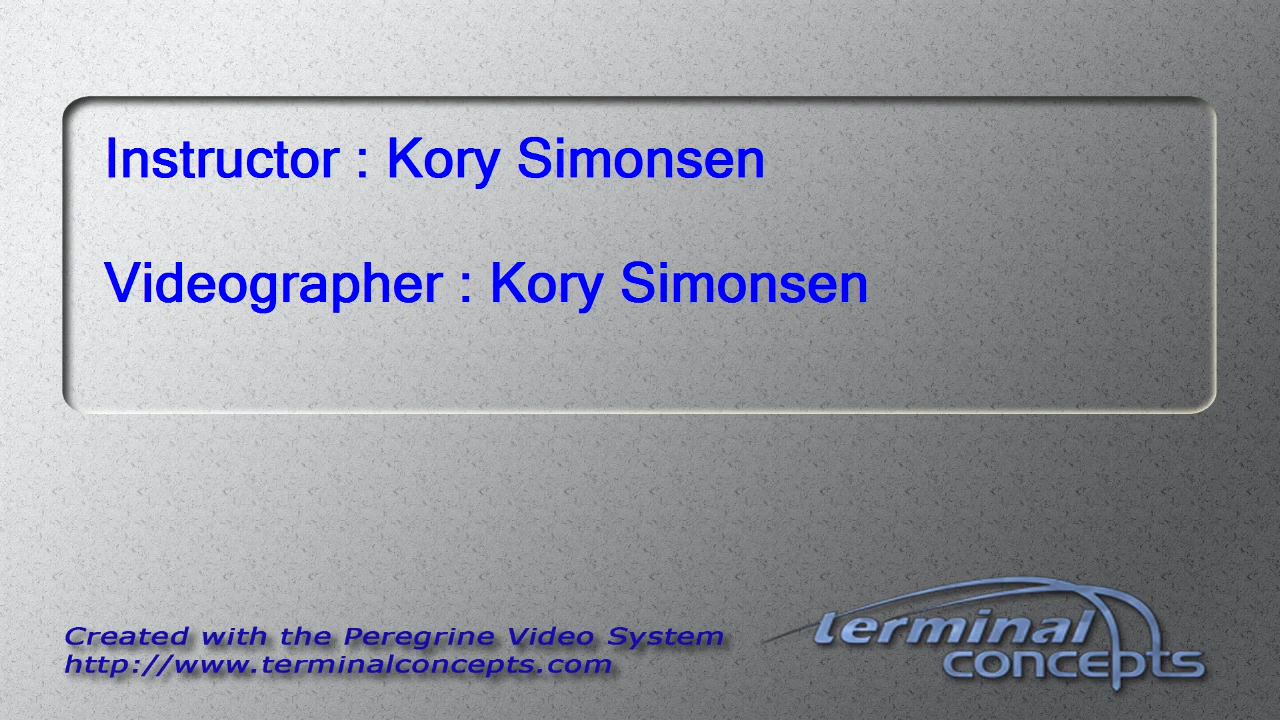 Instructor : Kory Simonsen
Videographer : Kory Simonsen
Created with the Peregrine Video System
http://www.terminalconcepts.com
terminal
concepts